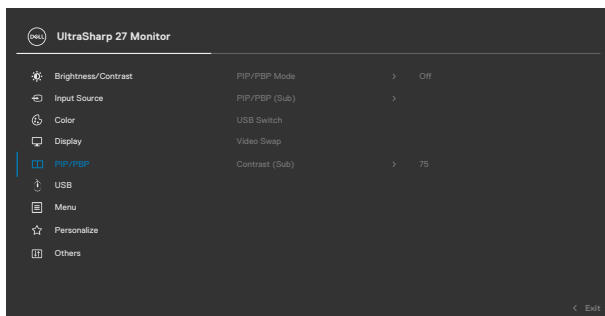 DELL UltraSharp 27 Monitor
Brightness/Contrast PIP/PBP Mode > Off
Input Source PIP/PBP (Sub) >
Color USB Switch
Display Video Swap
PIP/PBP Contrast (Sub) > 75
USB
Menu
Personalize
Others
< Exit